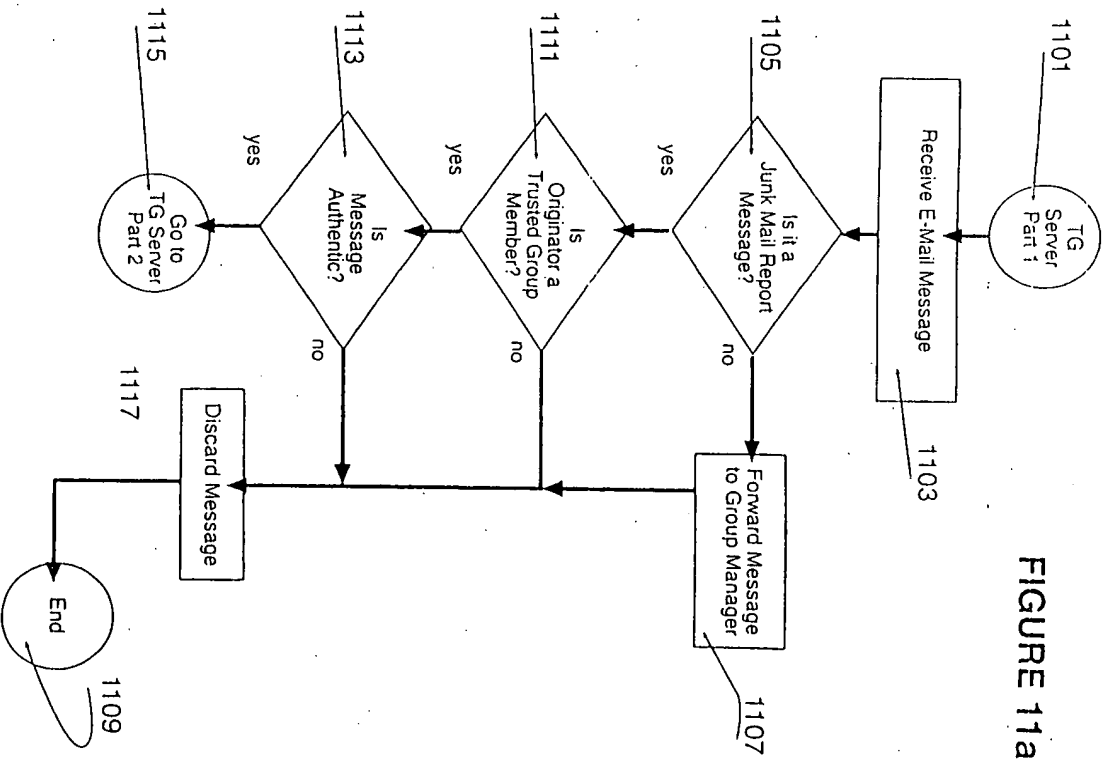 FIGURE 11a
1101
TG
Server
Part 1
Receive E-Mail Message
1103
1105
Is it a
Junk Mail Report
Message?
yes
no
Forward Message
to Group Manager
1107
1111
Is
Originator a
Trusted Group
Member?
yes
no
1113
Is
Message
Authentic?
yes
no
1115
Go to
TG Server
Part 2
1117
Discard Message
End
1109